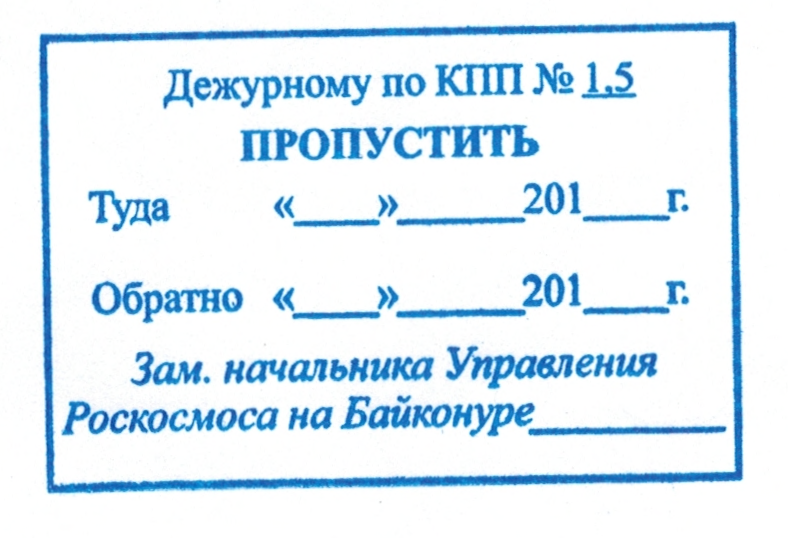 Дежурному по КПП № 1,5
ПРОПУСТИТЬ
Туда «____»______201____г.
Обратно «____»______201____г.
Зам. начальника Управления
Роскосмоса на Байконуре_________